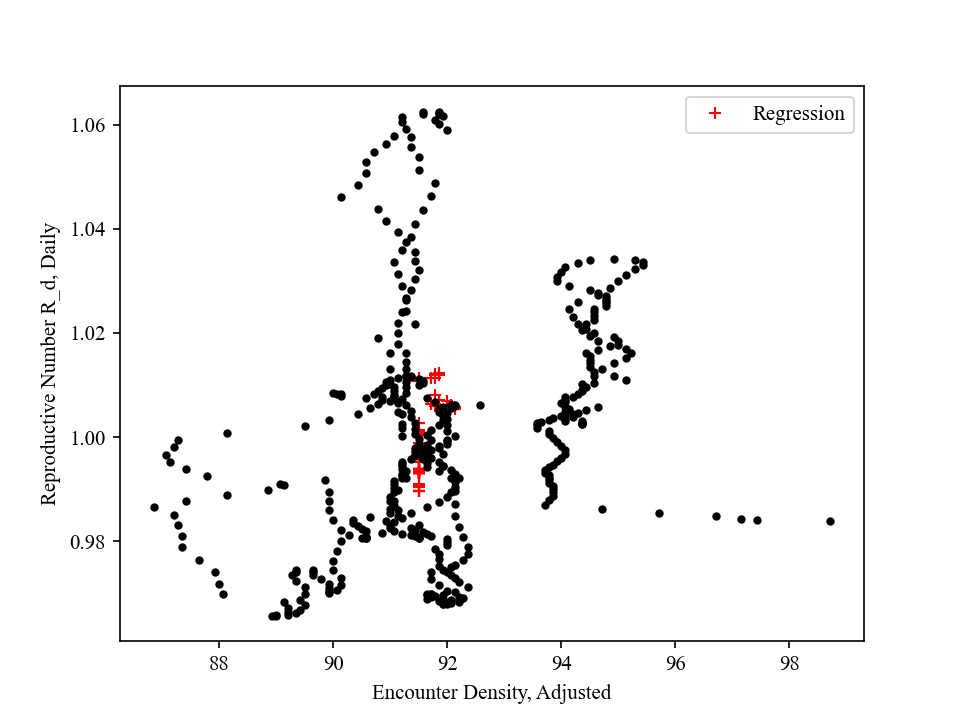 Regression
1.06
1.04
1.02
1.00
0.98
Reproductive Number R_d, Daily
88 90 92 94 96 98
Encounter Density, Adjusted